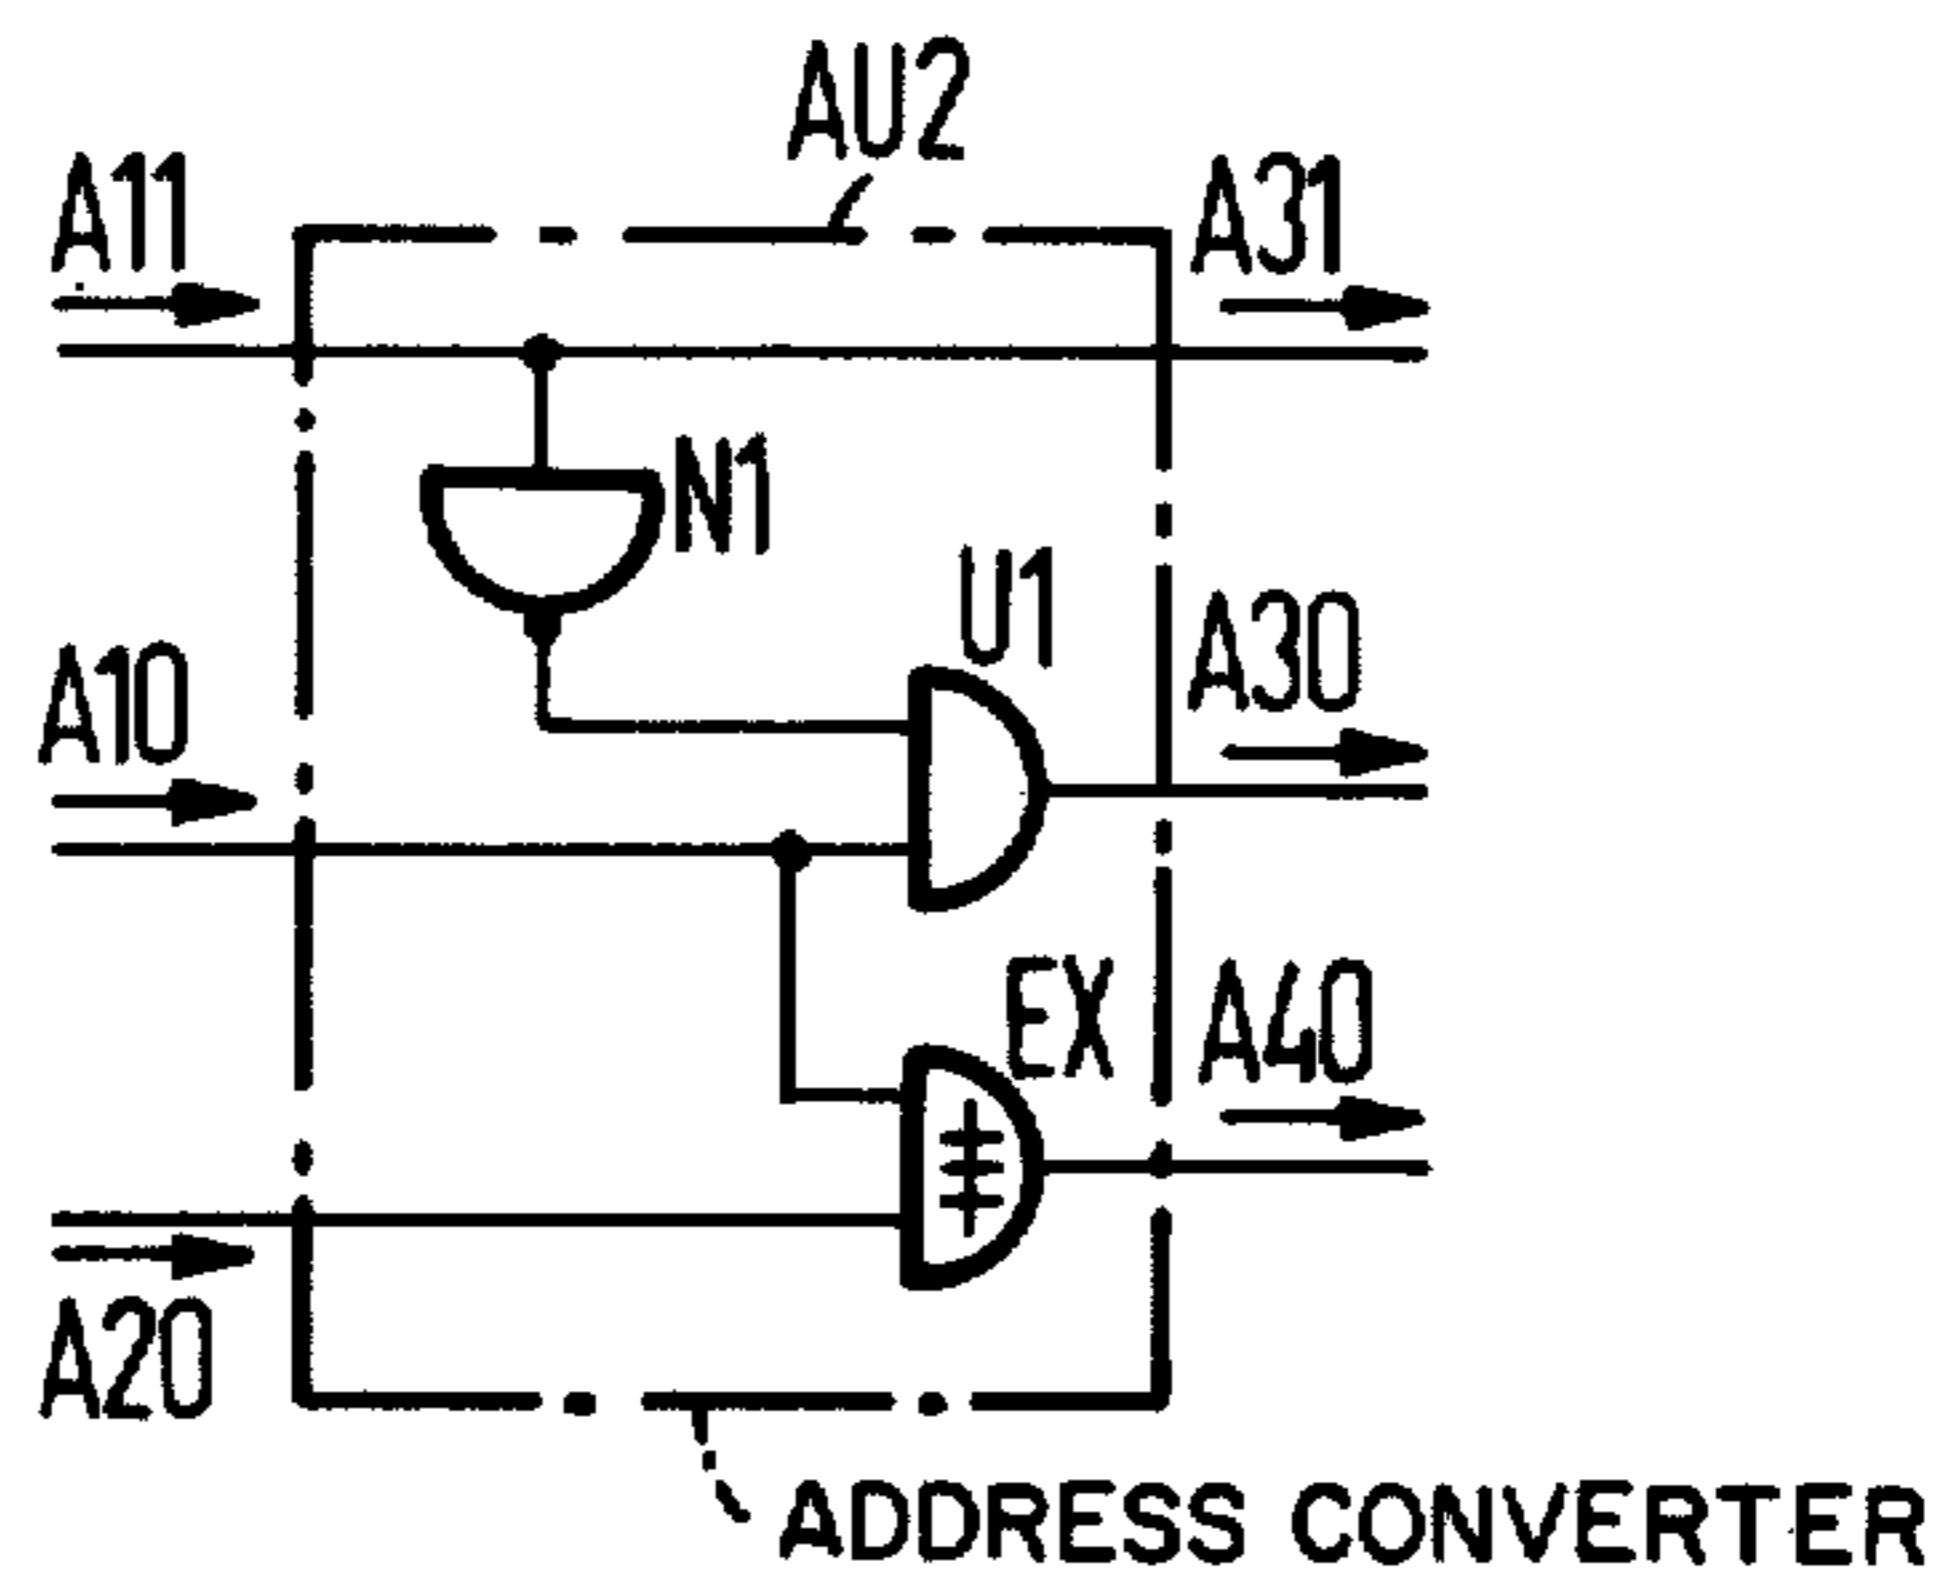 AU2
A11
A31
N1
U1
A10
A30
EX
A40
A20
ADDRESS CONVERTER